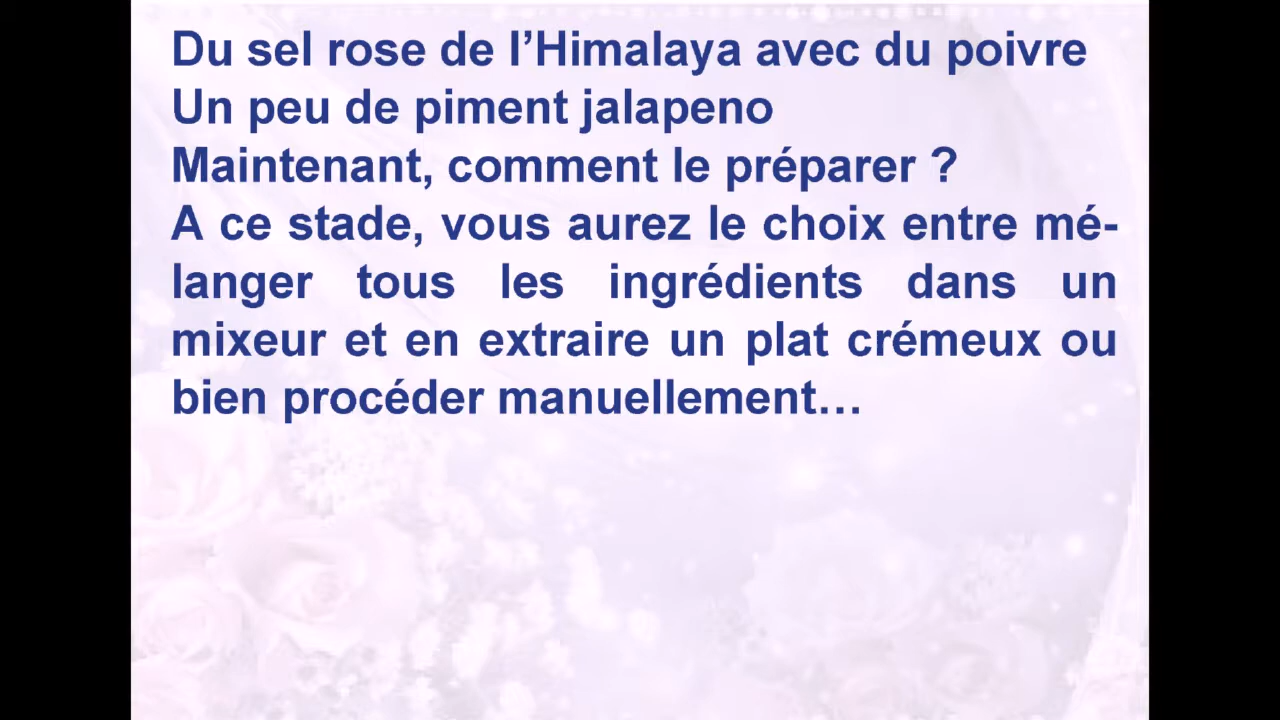 Du sel rose de l’Himalaya avec du poivre
Un peu de piment jalapeno
Maintenant, comment le préparer ?
A ce stade, vous aurez le choix entre mé-
langer tous les ingrédients dans un
mixeur et en extraire un plat crémeux ou
bien procéder manuellement…